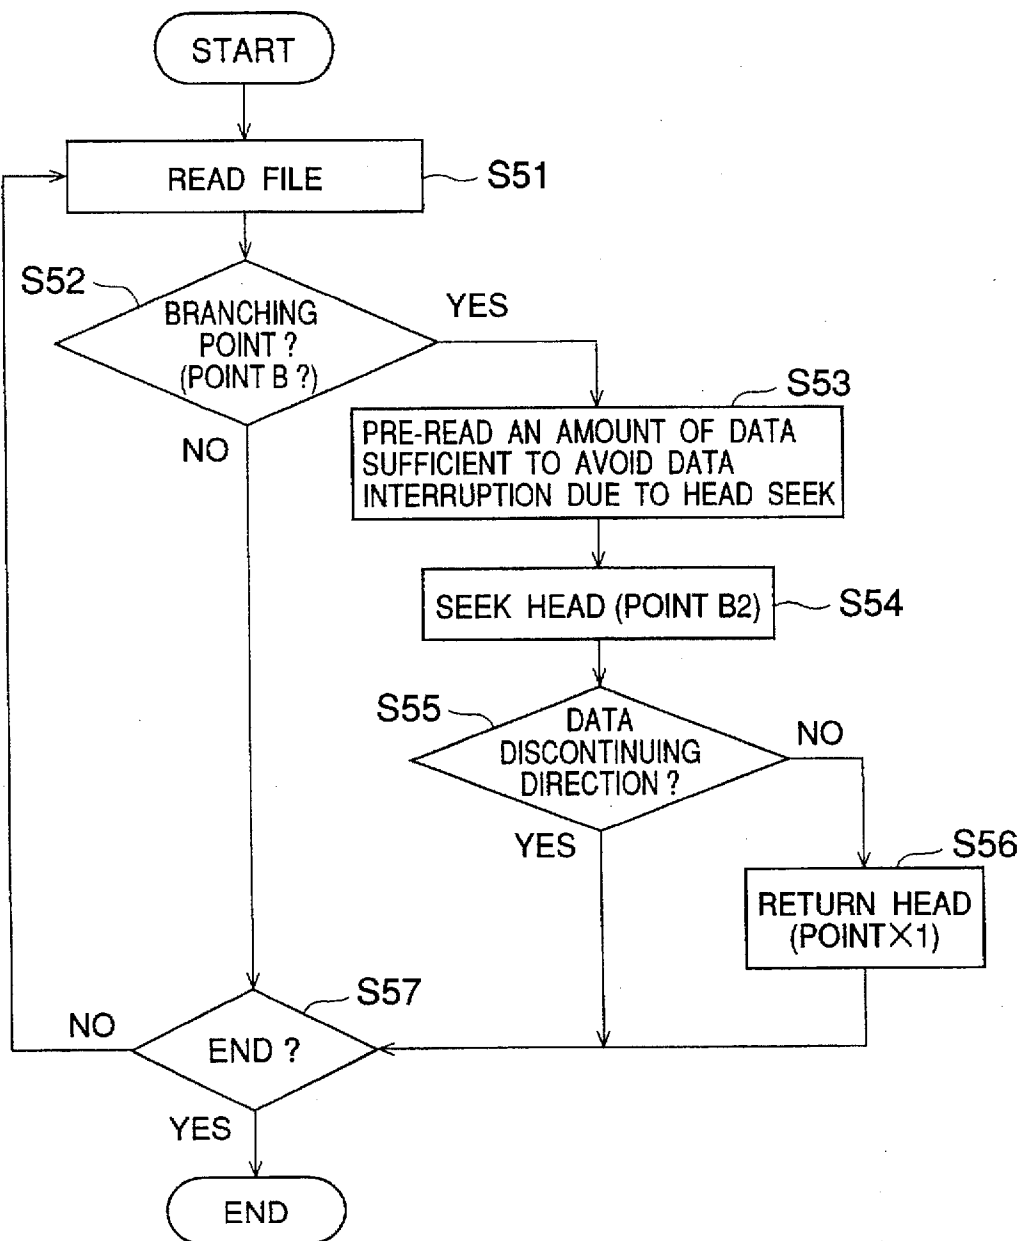 START
READ FILE
S51
S52
BRANCHING
POINT ?
(POINT B ?)
YES
NO
S53
PRE-READ AN AMOUNT OF DATA
SUFFICIENT TO AVOID DATA
INTERRUPTION DUE TO HEAD SEEK
SEEK HEAD (POINT B2)
S54
S55
DATA
DISCONTINUING
DIRECTION ?
NO
YES
S56
RETURN HEAD
(POINT X1)
S57
END ?
NO
YES
END